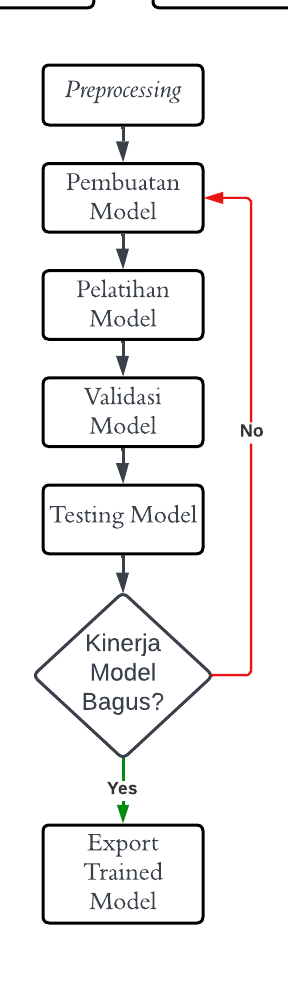 Preprocessing
Pembuatan
Model
Pelatihan
Model
Validasi
Model
No
Testing Model
Kinerja
Model
Bagus?
Yes
Export
Trained
Model